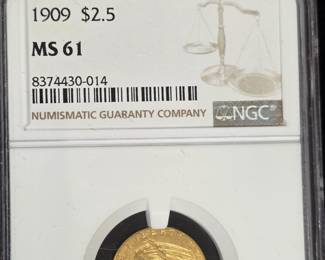 1909 $2.5
MS 61
8374430-014
NUMISMATIC GUARANTY COMPANY
NGC